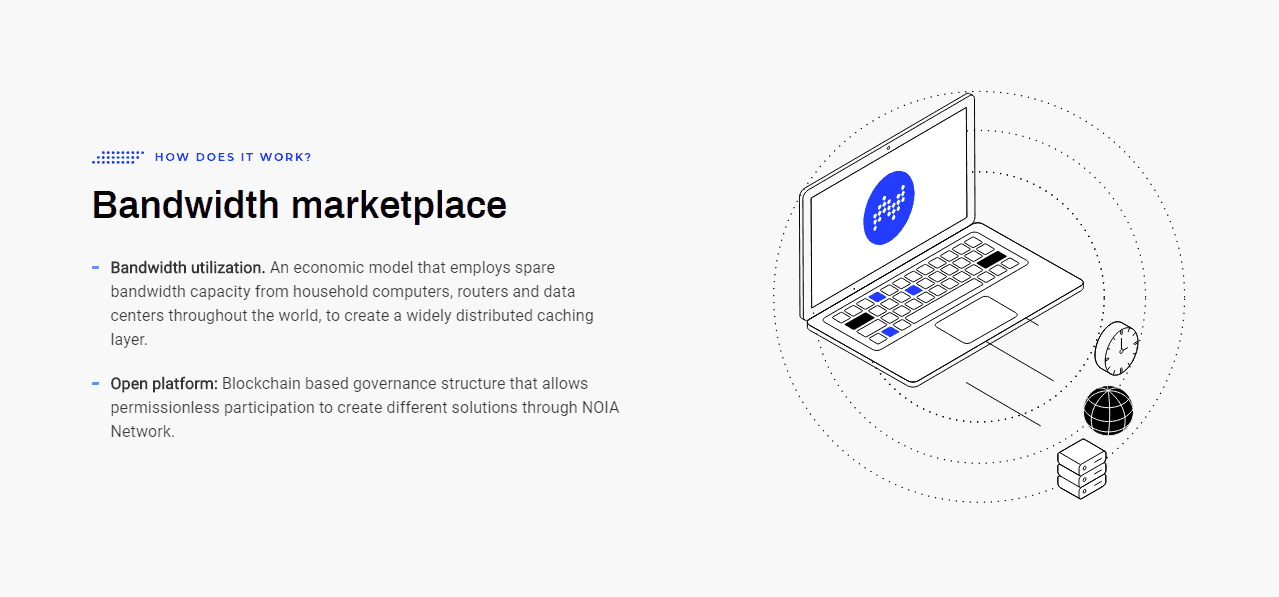 HOW DOES IT WORK?
Bandwidth marketplace
Bandwidth utilization. An economic model that employs spare
bandwidth capacity from household computers, routers and data
centers throughout the world, to create a widely distributed caching
layer.
Open platform: Blockchain based governance structure that allows
permissionless participation to create different solutions through NOIA
Network.